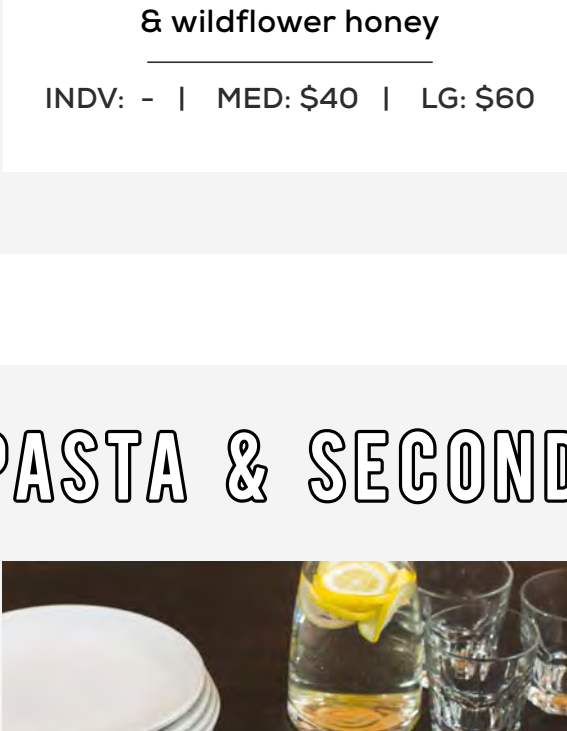 & wildflower honey
INDV: - | MED: $40 | LG: $60
PASTA & SECOND